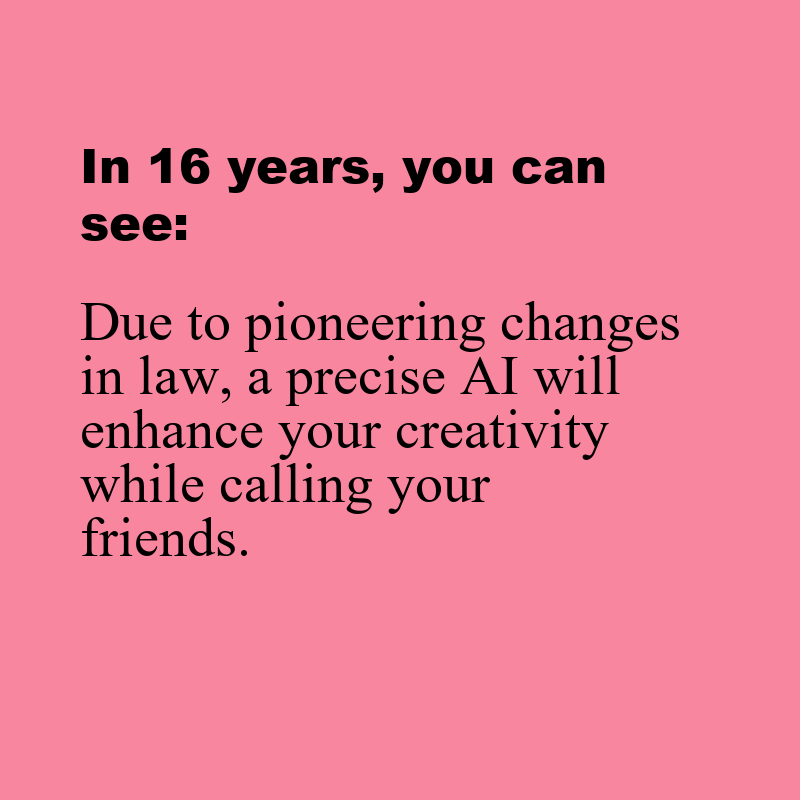 In 16 years, you can
see:
Due to pioneering changes
in law, a precise AI will
enhance your creativity
while calling your
friends.